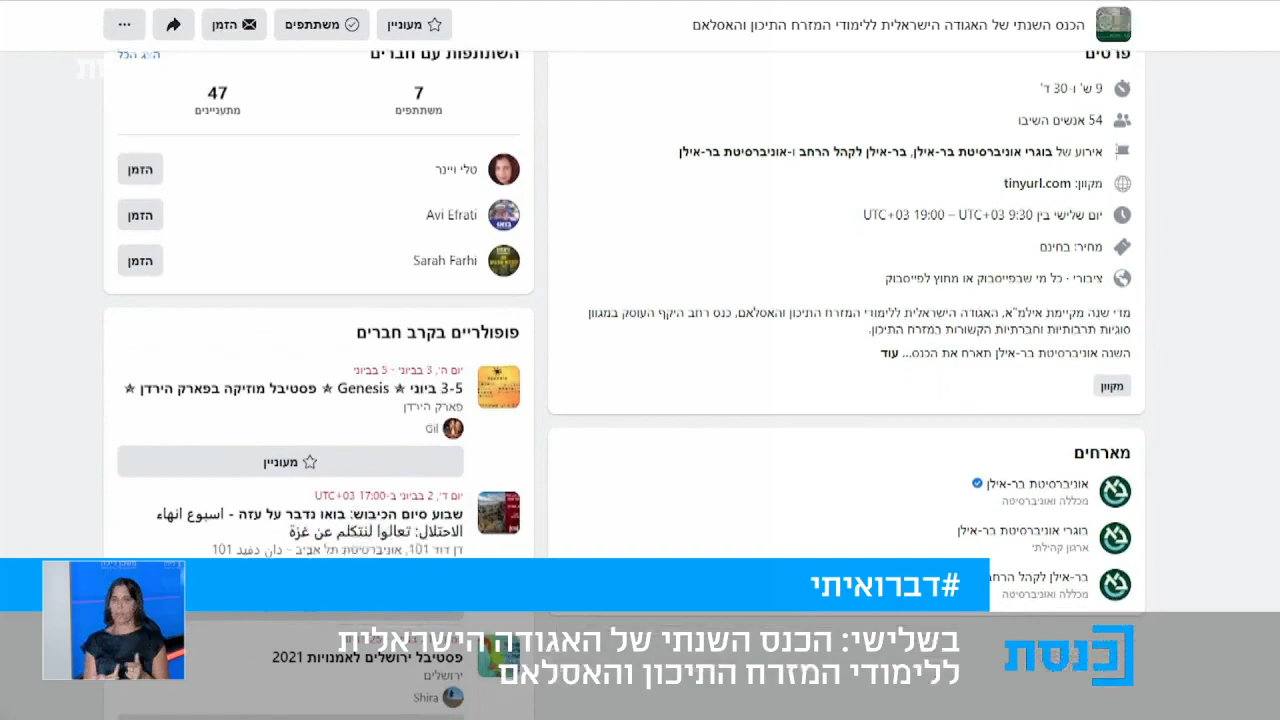 הכנס השנתי של האגודה הישראלית ללימודי המזרח התיכון והאסלאם
מעוניין
משתתפים
הזמן
פרטים
9 ש' ו-30 ד'
54 אנשים השיבו
אירוע של בוגרי אוניברסיטת בר-אילן, בר-אילן לקהל הרחב ו-אוניברסיטת בר-אילן
מקוון: tinyurl.com
יום שלישי בין 9:30 UTC+03 – 19:00 UTC+03
מחיר: בחינם
ציבורי · כל מי שבפייסבוק או מחוץ לפייסבוק
מדי שנה מקיימת אילמ"א, האגודה הישראלית ללימודי המזרח התיכון והאסלאם, כנס רחב היקף העוסק במגוון
סוגיות תרבותיות וחברתיות הקשורות במזרח התיכון.
השנה אוניברסיטת בר-אילן תארח את הכנס... עוד
מקוון
מארחים
אוניברסיטת בר-אילן
מכללה ואוניברסיטה
בוגרי אוניברסיטת בר-אילן
ארגון קהילתי
בר-אילן לקהל הרחב
מכללה ואוניברסיטה
השתתפות עם חברים
הצג הכל
7
משתתפים
47
מתעניינים
טלי ויינר
הזמן
Avi Efrati
הזמן
Sarah Farhi
הזמן
פופולריים בקרב חברים
יום ה', 3 ביוני - 5 ביוני
3-5 ביוני ✯ Genesis ✯ פסטיבל מוזיקה בפארק הירדן ✯
פארק הירדן
Gil
מעוניין
יום ד', 2 ביוני ב-17:00 UTC+03
שבוע סיום הכיבוש: בואו נדבר על עזה - اسبوع انهاء
الاحتلال: تعالوا لنتكلم عن غزة
דן דוד 101, אוניברסיטת תל אביב - دان دفيد 101
פסטיבל ירושלים לאמנויות 2021
ירושלים
Shira
#דברואיתי
בשלישי: הכנס השנתי של האגודה הישראלית
ללימודי המזרח התיכון והאסלאם
כנסת